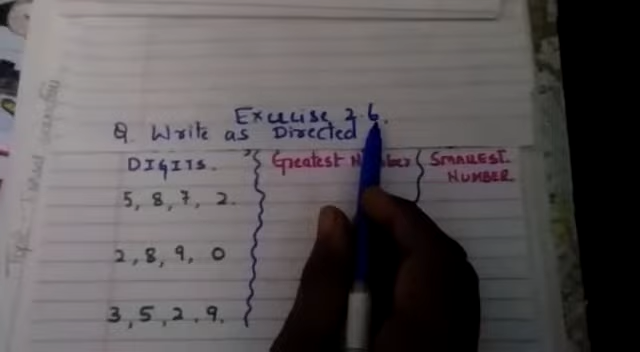 Exercise 2.6.
Q. Write as Directed
DIGITS. Greatest Number SMALLEST NUMBER
5, 8, 7, 2.
2, 8, 9, 0
3, 5, 2, 9.